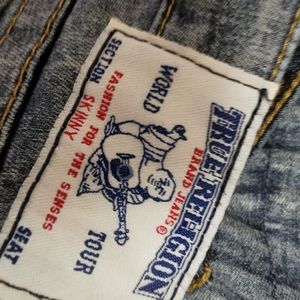 TRUE RELIGION
BRAND JEANS®
WORLD TOUR
FASHION FOR THE SENSES
SKINNY
SECTION SEAT